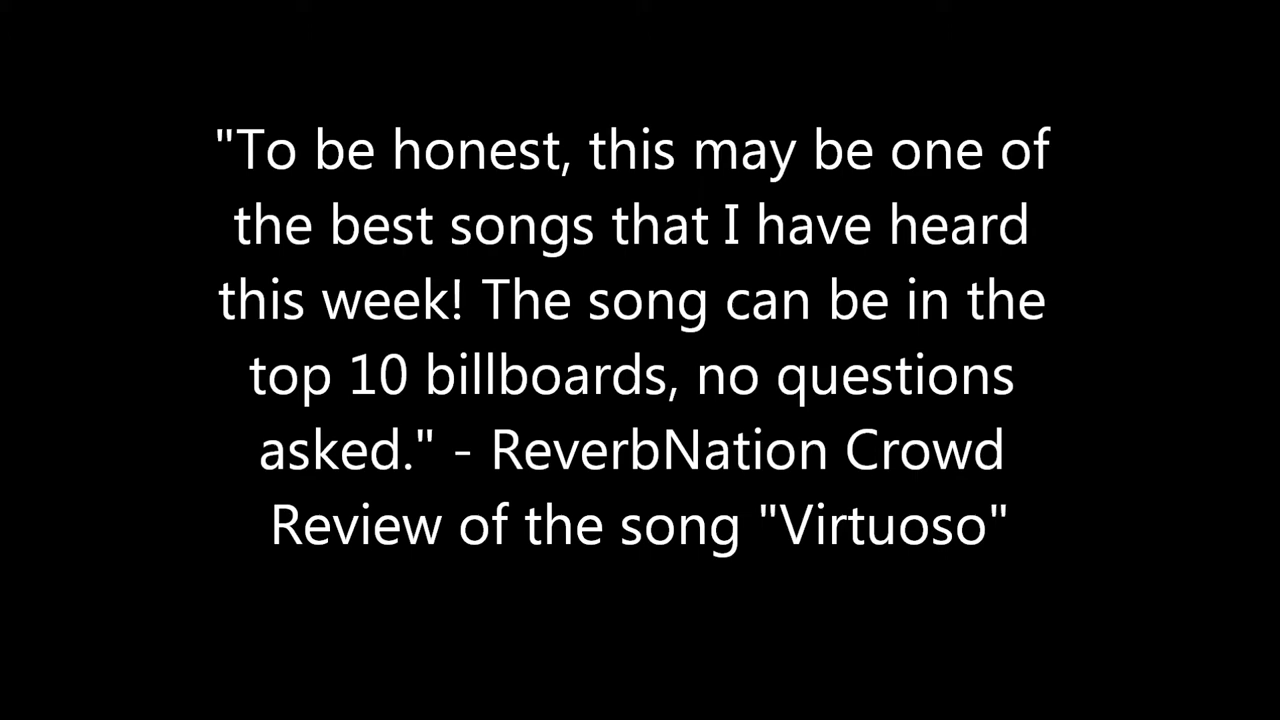 "To be honest, this may be one of
the best songs that I have heard
this week! The song can be in the
top 10 billboards, no questions
asked." - ReverbNation Crowd
Review of the song "Virtuoso"